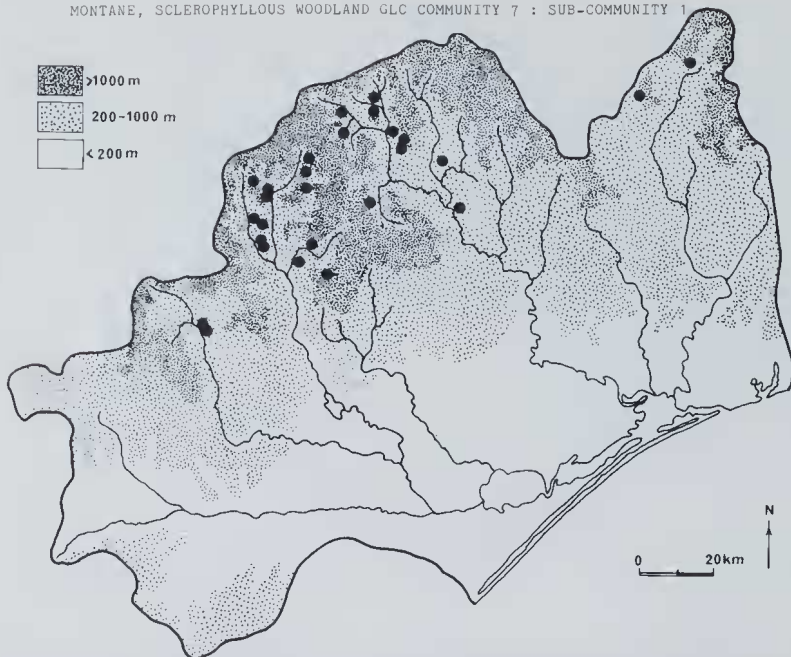 MONTANE, SCLEROPHYLLOUS WOODLAND GLC COMMUNITY 7 : SUB-COMMUNITY 1
>1000 m
200-1000 m
<200 m
N
0 20km